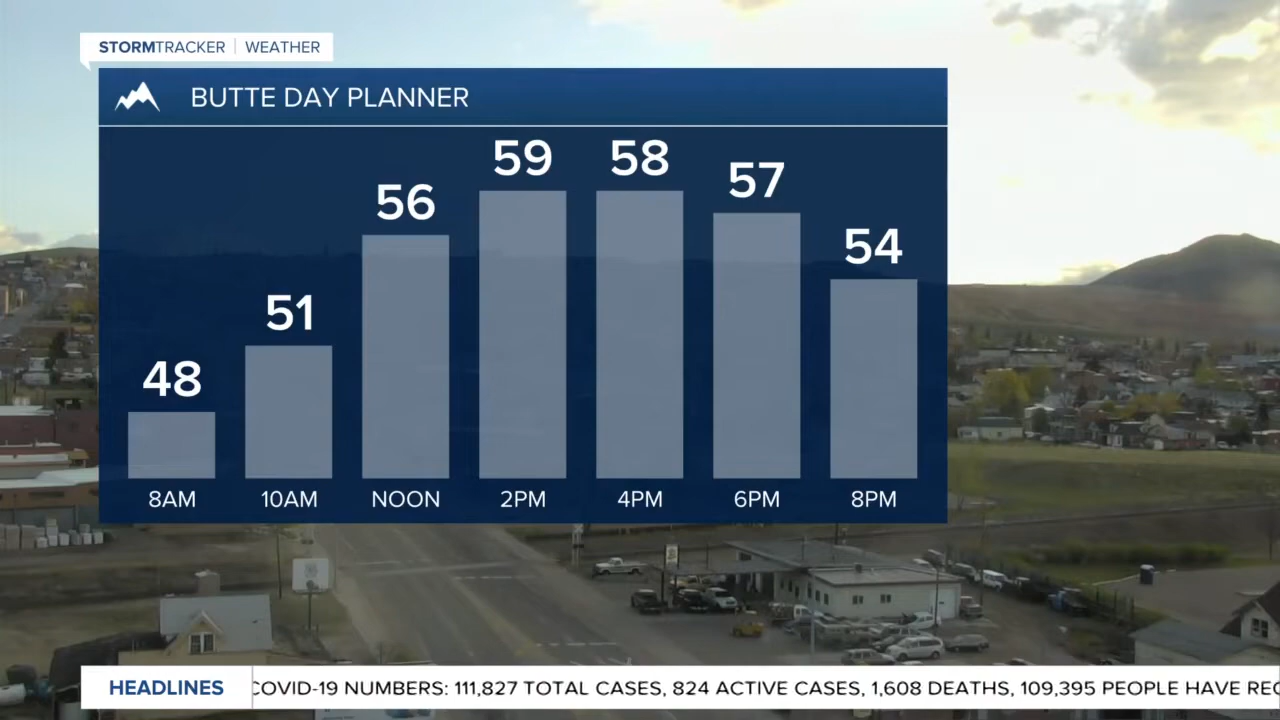 STORMTRACKER | WEATHER
BUTTE DAY PLANNER
48 51 56 59 58 57 54
8AM 10AM NOON 2PM 4PM 6PM 8PM
HEADLINES COVID-19 NUMBERS: 111,827 TOTAL CASES, 824 ACTIVE CASES, 1,608 DEATHS, 109,395 PEOPLE HAVE REC